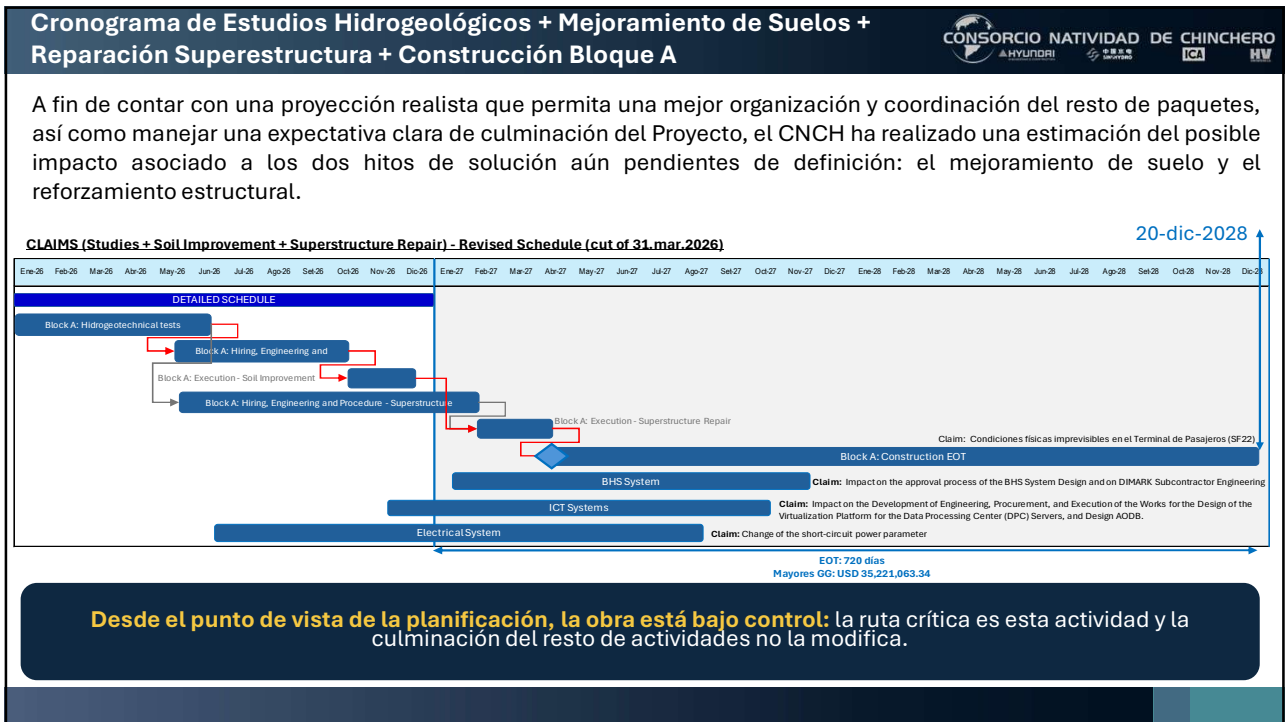 Cronograma de Estudios Hidrogeológicos + Mejoramiento de Suelos +
Reparación Superestructura + Construcción Bloque A
CONSORCIO NATIVIDAD DE CHINCHERO
HYUNDAI
ICA
HV
A fin de contar con una proyección realista que permita una mejor organización y coordinación del resto de paquetes,
así como manejar una expectativa clara de culminación del Proyecto, el CNCH ha realizado una estimación del posible
impacto asociado a los dos hitos de solución aún pendientes de definición: el mejoramiento de suelo y el
reforzamiento estructural.
20-dic-2028
CLAIMS (Studies + Soil Improvement + Superstructure Repair) - Revised Schedule (cut of 31.mar.2026)
Ene-26 Feb-26 Mar-26 Abr-26 May-26 Jun-26 Jul-26 Ago-26 Set-26 Oct-26 Nov-26 Dic-26 Ene-27 Feb-27 Mar-27 Abr-27 May-27 Jun-27 Jul-27 Ago-27 Set-27 Oct-27 Nov-27 Dic-27 Ene-28 Feb-28 Mar-28 Abr-28 May-28 Jun-28 Jul-28 Ago-28 Set-28 Oct-28 Nov-28 Dic-28
DETAILED SCHEDULE
Block A: Hidrogeotechnical tests
Block A: Hiring, Engineering and
Block A: Execution - Soil Improvement
Block A: Hiring, Engineering and Procedure - Superstructure
Block A: Execution - Superstructure Repair
Claim: Condiciones físicas imprevisibles en el Terminal de Pasajeros (SF22)
Block A: Construction EOT
BHS System
Claim: Impact on the approval process of the BHS System Design and on DIMARK Subcontractor Engineering
ICT Systems
Claim: Impact on the Development of Engineering, Procurement, and Execution of the Works for the Design of the
Virtualization Platform for the Data Processing Center (DPC) Servers, and Design AODB.
Electrical System
Claim: Change of the short-circuit power parameter
EOT: 720 días
Mayores GG: USD 35,221,063.34
Desde el punto de vista de la planificación, la obra está bajo control: la ruta crítica es esta actividad y la
culminación del resto de actividades no la modifica.